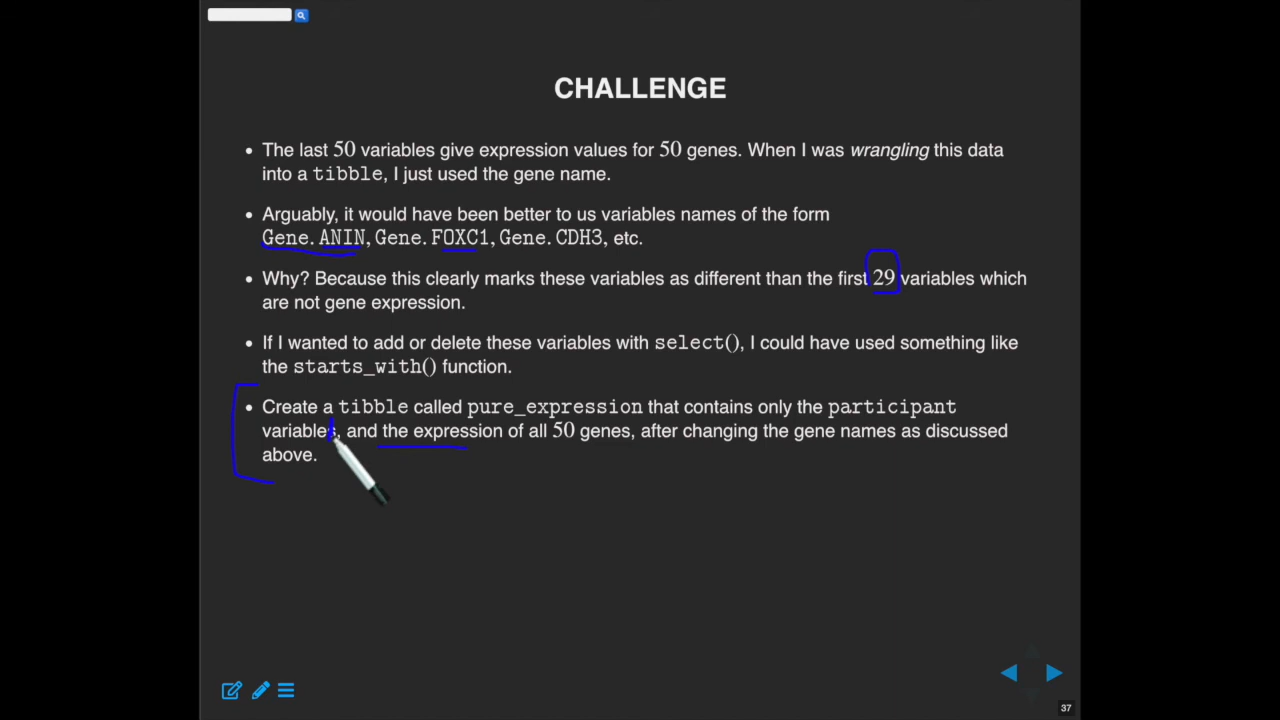 CHALLENGE
• The last 50 variables give expression values for 50 genes. When I was wrangling this data
into a tibble, I just used the gene name.
• Arguably, it would have been better to us variables names of the form
Gene. ANIN, Gene. FOXC1, Gene. CDH3, etc.
• Why? Because this clearly marks these variables as different than the first 29 variables which
are not gene expression.
• If I wanted to add or delete these variables with select(), I could have used something like
the starts_with() function.
• Create a tibble called pure_expression that contains only the participant
variables, and the expression of all 50 genes, after changing the gene names as discussed
above.
37